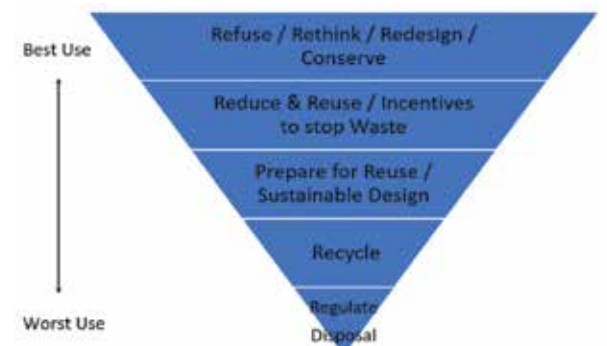 Best Use
Refuse / Rethink / Redesign /
Conserve
Reduce & Reuse / Incentives
to stop Waste
Prepare for Reuse /
Sustainable Design
Recycle
Regulate
Disposal
Worst Use